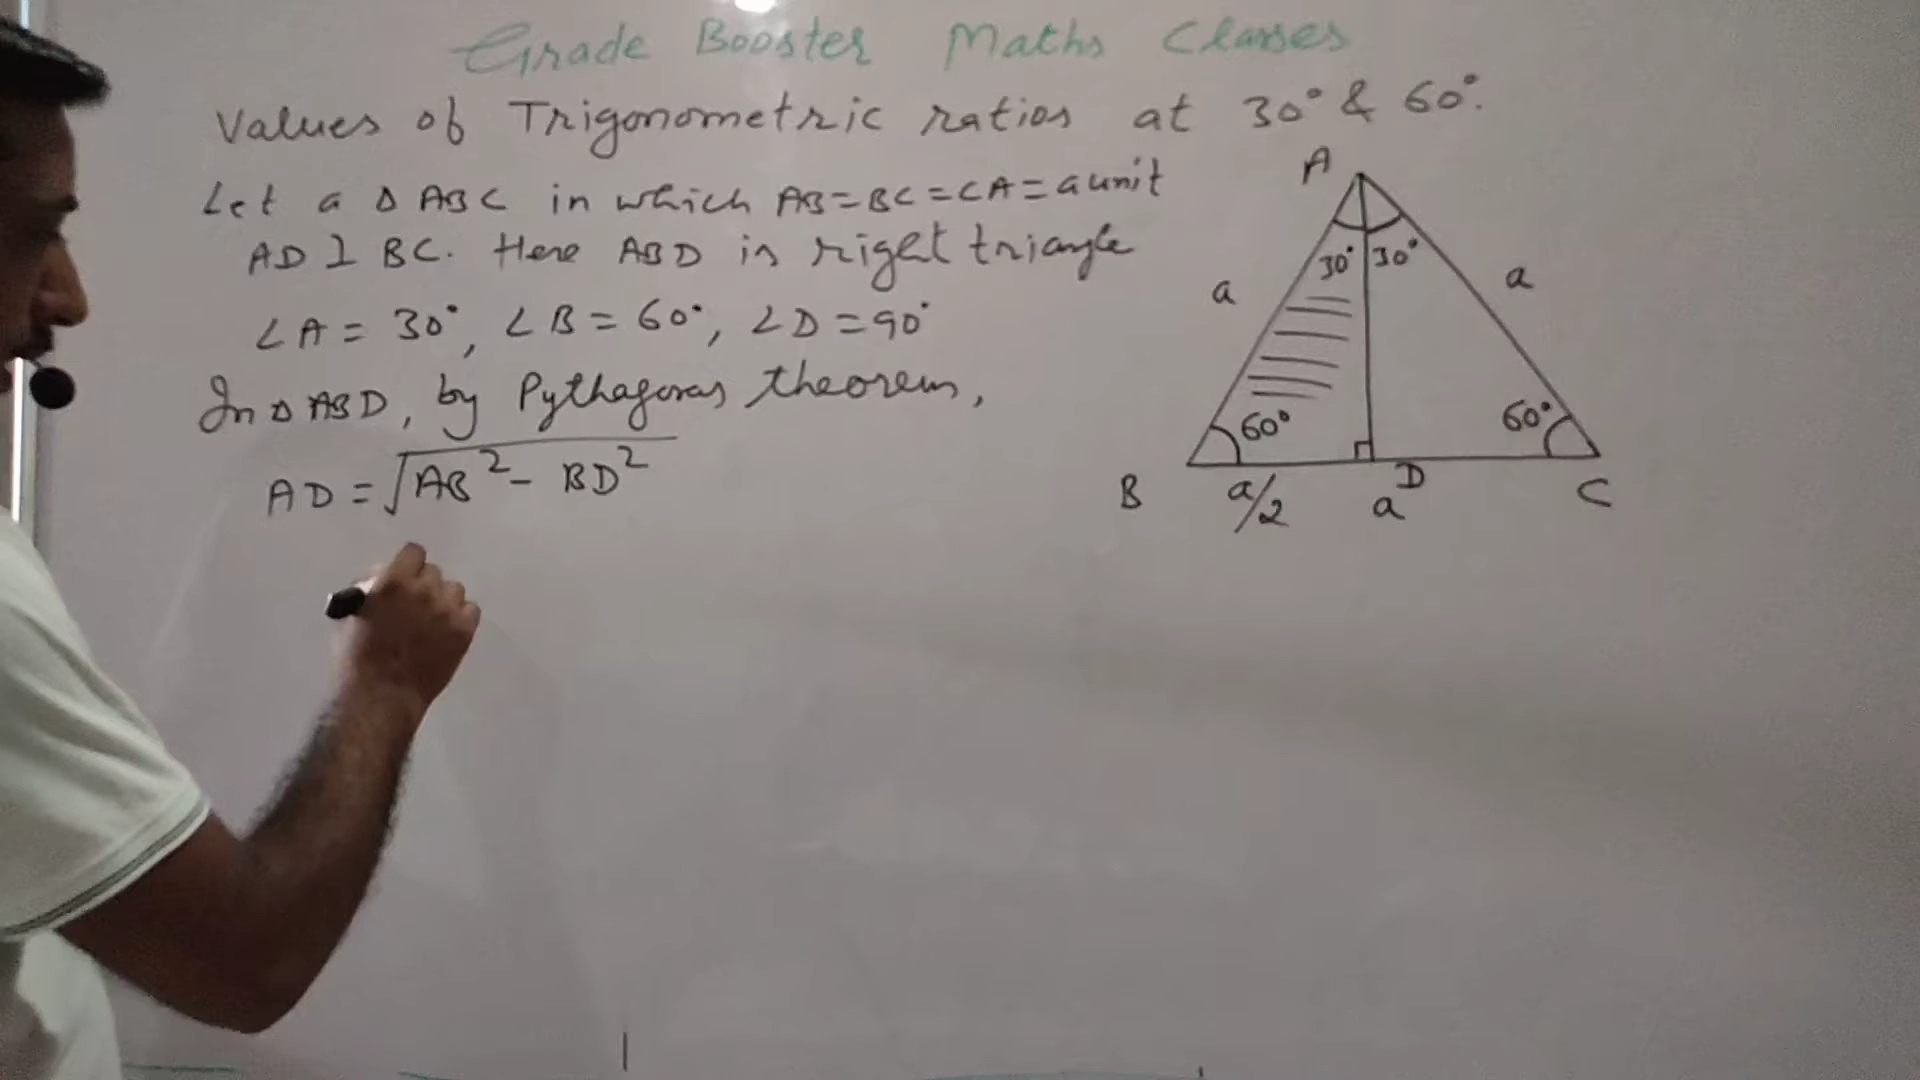 Grade Booster Maths Classes
Values of Trigonometric ratios at 30° & 60°.
Let a Δ ABC in which AB=BC=CA=a unit
AD ⊥ BC. Here ABD is right triangle
∠A = 30°, ∠B = 60°, ∠D = 90°
In Δ ABD, by Pythagoras theorem,
AD = √AB² - BD²
A
30° 30°
a a
60° 60°
B a/2 a D C